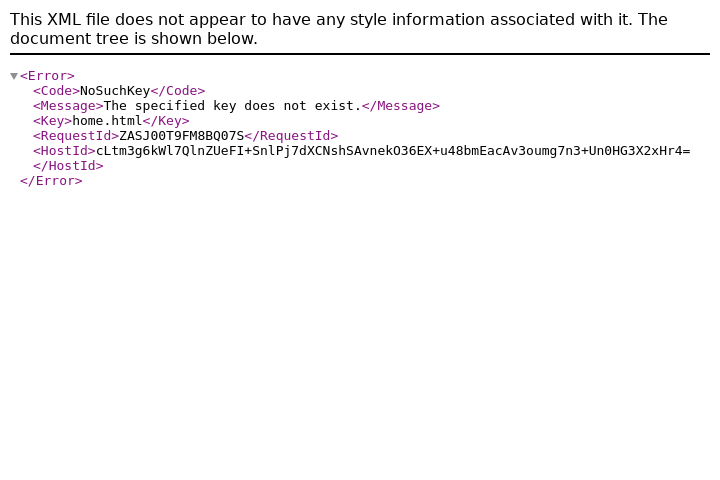 This XML file does not appear to have any style information associated with it. The
document tree is shown below.
<Error>
<Code>NoSuchKey</Code>
<Message>The specified key does not exist.</Message>
<Key>home.html</Key>
<RequestId>ZASJ00T9FM8BQ07S</RequestId>
<HostId>cLtm3g6kWl7QlnZUeFI+SnlPj7dXCNshSAvnekO36EX+u48bmEacAv3oumg7n3+Un0HG3X2xHr4=
</HostId>
</Error>